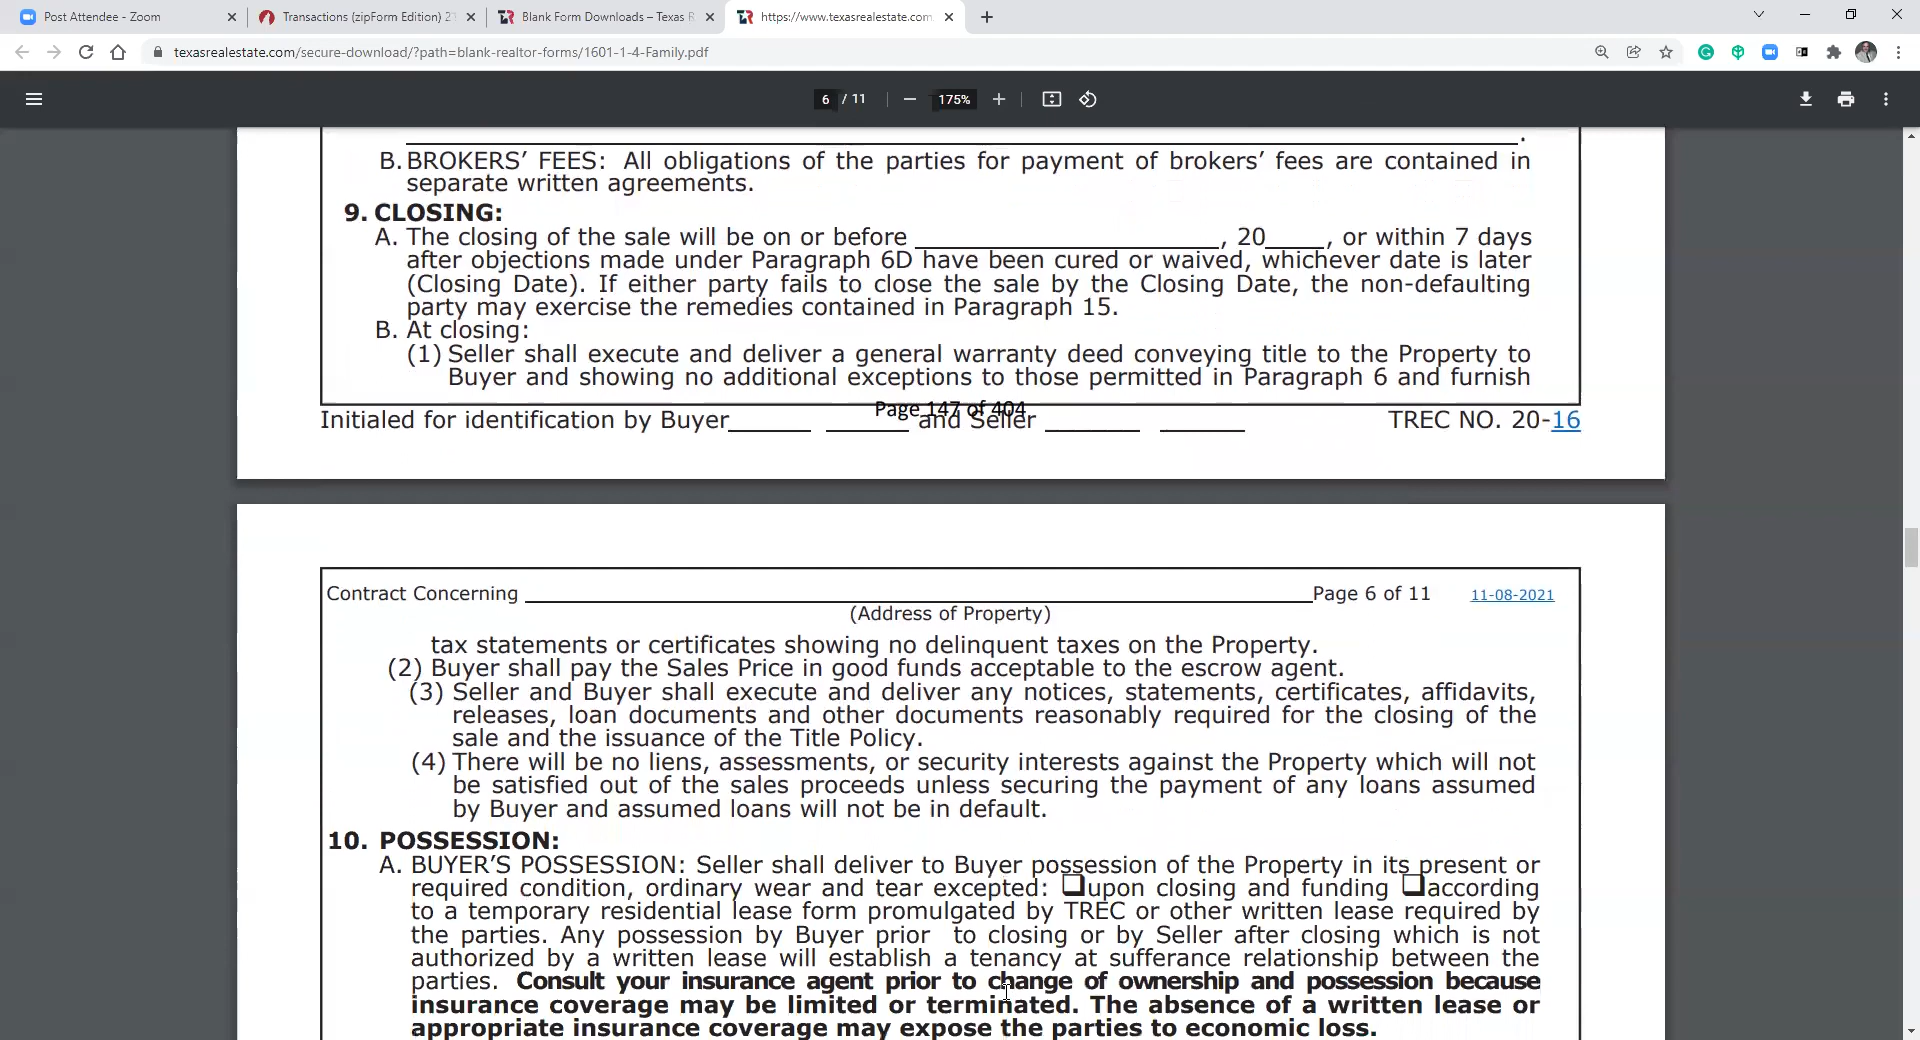 Post Attendee - Zoom
Transactions (zipForm Edition) 2
Blank Form Downloads – Texas R
https://www.texasrealestate.com
texasrealestate.com/secure-download/?path=blank-realtor-forms/1601-1-4-Family.pdf
6 / 11
175%
B. BROKERS’ FEES: All obligations of the parties for payment of brokers’ fees are contained in
separate written agreements.
9. CLOSING:
A. The closing of the sale will be on or before ______________________, 20____, or within 7 days
after objections made under Paragraph 6D have been cured or waived, whichever date is later
(Closing Date). If either party fails to close the sale by the Closing Date, the non-defaulting
party may exercise the remedies contained in Paragraph 15.
B. At closing:
(1) Seller shall execute and deliver a general warranty deed conveying title to the Property to
Buyer and showing no additional exceptions to those permitted in Paragraph 6 and furnish
Page 147 of 404
Initialed for identification by Buyer______ ______ and Seller _______ ______ TREC NO. 20-16
Contract Concerning ______________________________ Page 6 of 11 11-08-2021
(Address of Property)
tax statements or certificates showing no delinquent taxes on the Property.
(2) Buyer shall pay the Sales Price in good funds acceptable to the escrow agent.
(3) Seller and Buyer shall execute and deliver any notices, statements, certificates, affidavits,
releases, loan documents and other documents reasonably required for the closing of the
sale and the issuance of the Title Policy.
(4) There will be no liens, assessments, or security interests against the Property which will not
be satisfied out of the sales proceeds unless securing the payment of any loans assumed
by Buyer and assumed loans will not be in default.
10. POSSESSION:
A. BUYER’S POSSESSION: Seller shall deliver to Buyer possession of the Property in its present or
required condition, ordinary wear and tear excepted: ❑upon closing and funding ❑according
to a temporary residential lease form promulgated by TREC or other written lease required by
the parties. Any possession by Buyer prior to closing or by Seller after closing which is not
authorized by a written lease will establish a tenancy at sufferance relationship between the
parties. Consult your insurance agent prior to change of ownership and possession because
insurance coverage may be limited or terminated. The absence of a written lease or
appropriate insurance coverage may expose the parties to economic loss.